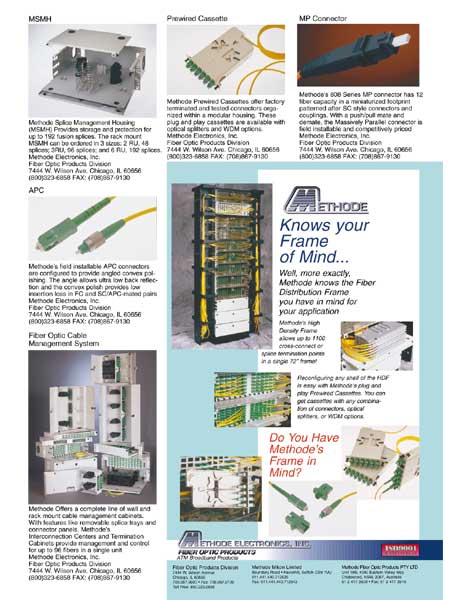 MSMH
Methode Splice Management Housing
(MSMH) Provides storage and protection for
up to 192 fusion splices. The rack mount
MSMH can be ordered in 3 sizes: 2 RU, 48
splices; 3RU, 96 splices; and 6 RU, 192 splices.
Methode Electronics, Inc.
Fiber Optic Products Division
7444 W. Wilson Ave. Chicago, IL 60656
(800)323-6858 FAX: (708)867-9130
APC
Methode's field installable APC connectors
are configured to provide angled convex pol-
ishing. The angle allows ultra low back reflec-
tion and the convex polish provides low
insertion loss in FC and SC/APC-mated pairs
Methode Electronics, Inc.
Fiber Optic Products Division
7444 W. Wilson Ave. Chicago, IL 60656
(800)323-6858 FAX: (708)867-9130
Fiber Optic Cable
Management System
Methode Offers a complete line of wall and
rack mount cable management cabinets.
With features like removable splice trays and
connector panels, Methode's
Interconnection Centers and Termination
Cabinets provide management and control
for up to 96 fibers in a single unit
Methode Electronics, Inc.
Fiber Optic Products Division
7444 W. Wilson Ave. Chicago, IL 60656
(800)323-6858 FAX: (708)867-9130
Prewired Cassette
Methode Prewired Cassettes offer factory
terminated and tested connectors orga-
nized within a modular housing. These
plug and play cassettes are available with
optical splitters and WDM options.
Methode Electronics, Inc.
Fiber Optic Products Division
7444 W. Wilson Ave. Chicago, IL 60656
(800)323-6858 FAX: (708)867-9130
MP Connector
Methode's 808 Series MP connector has 12
fiber capacity in a miniaturized footprint
patterned after SC style connectors and
couplings. With a push/pull mate and
demate, the Massively Parallel connector is
field installable and competitively priced
Methode Electronics, Inc.
Fiber Optic Products Division
7444 W. Wilson Ave. Chicago, IL 60656
(800)323-6858 FAX: (708)867-9130
METHODE
Knows your
Frame
of Mind...
Well, more exactly,
Methode knows the Fiber
Distribution Frame
you have in mind for
your application
Methode's High
Density Frame
allows up to 1100
cross-connect or
splice termination points
in a single 72" frame!
Reconfiguring any shelf of the HDF
is easy with Methode's plug and
play Prewired Cassettes. You can
get cassettes with any combina-
tion of connectors, optical
splitters, or WDM options.
Do You Have
Methode's
Frame in
Mind?
METHODE ELECTRONICS, INC.
FIBER OPTIC PRODUCTS
ATM Broadband Products
ISO9001
Fiber Optic Products Division
7444 W. Wilson Avenue
Chicago, IL 60656
Methode Mikon Limited
Methode Fiber Optic Products PTY LTD